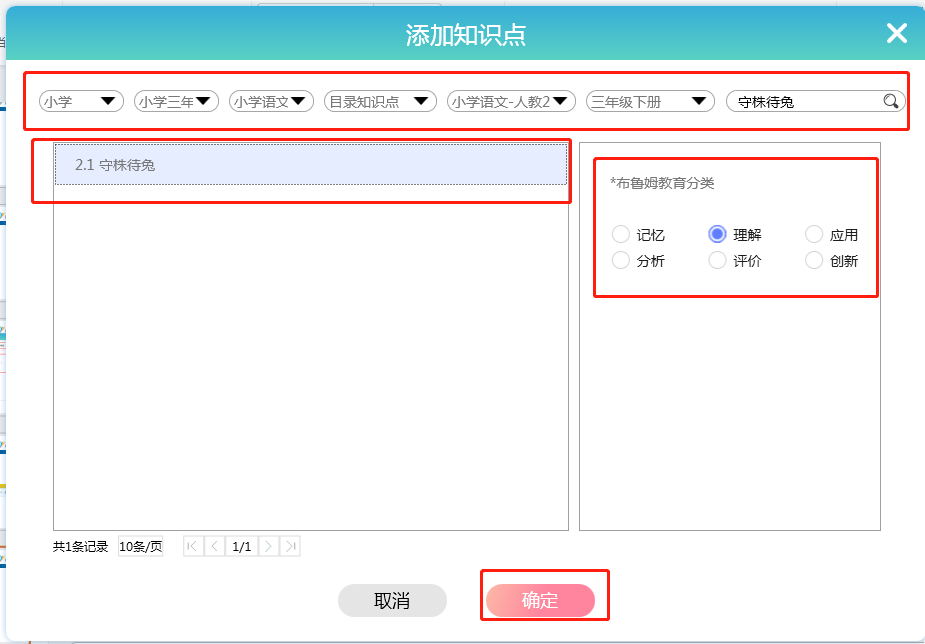 添加知识点
小学 小学三年 小学语文 目录知识点 小学语文-人教2 三年级下册 守株待兔
2.1 守株待兔
*布鲁姆教育分类
记忆 理解 应用
分析 评价 创新
共1条记录 10条/页 1/1
取消 确定